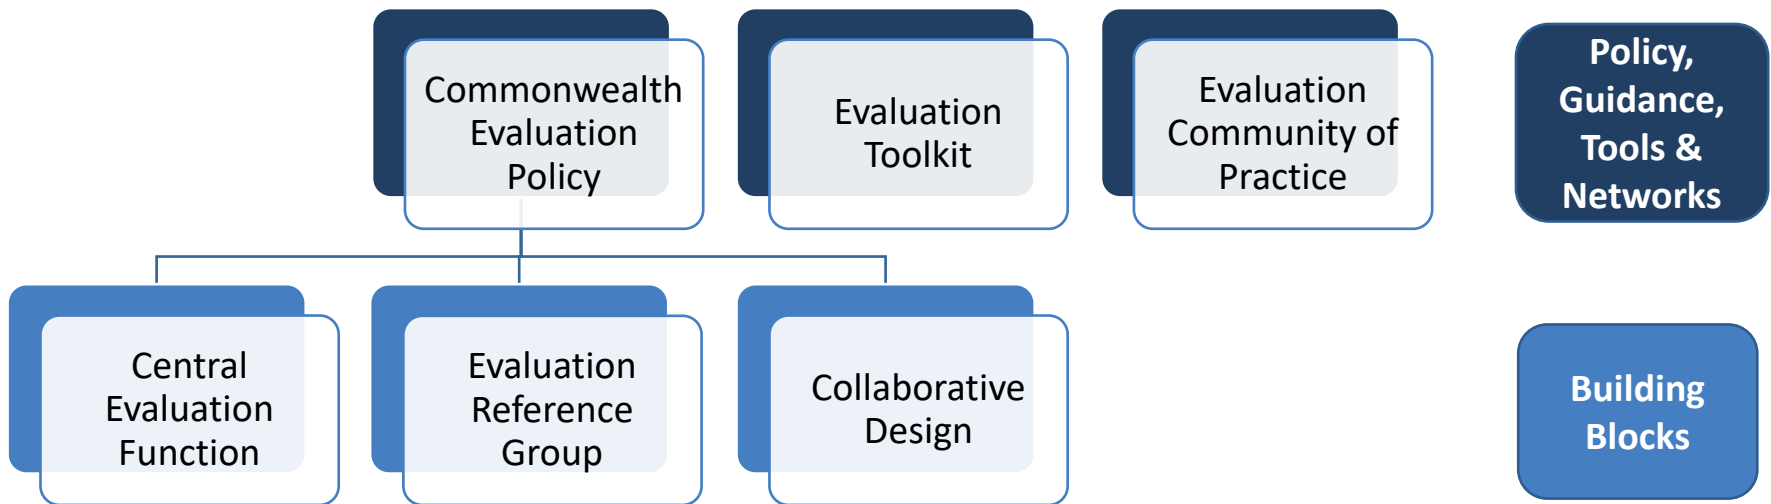 Commonwealth
Evaluation
Policy
Evaluation
Toolkit
Evaluation
Community of
Practice
Policy,
Guidance,
Tools &
Networks
Central
Evaluation
Function
Evaluation
Reference
Group
Collaborative
Design
Building
Blocks